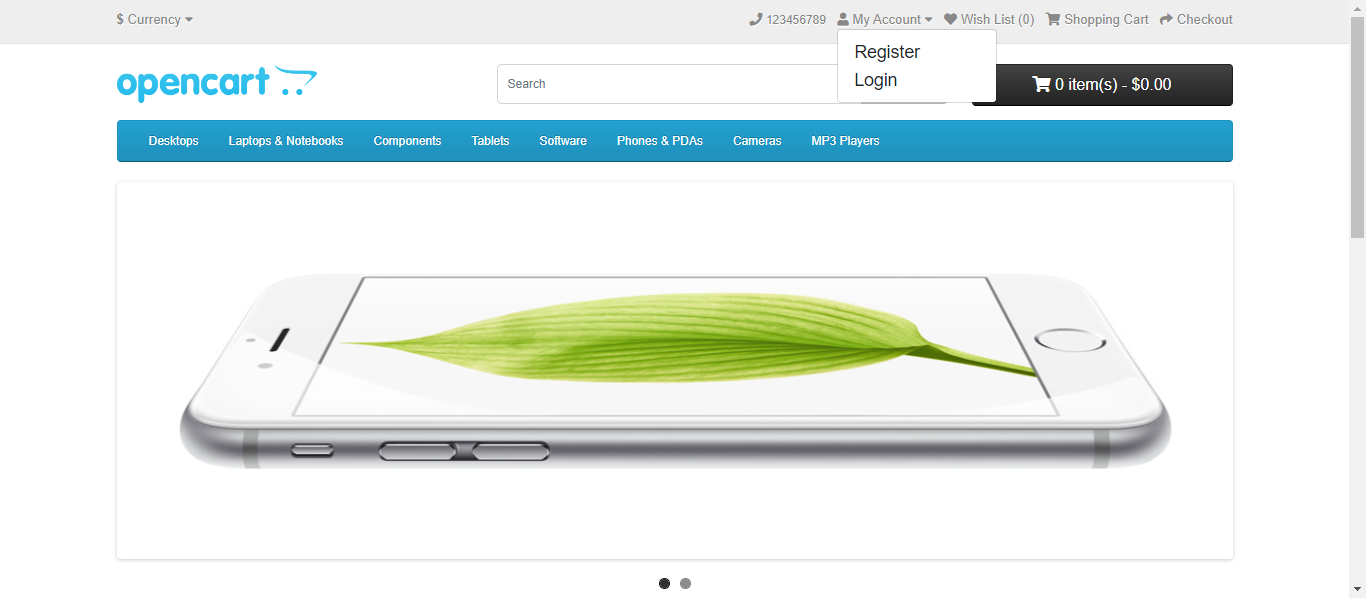 $ Currency
123456789 My Account Wish List (0) Shopping Cart Checkout
Register
Login
opencart
Search
0 item(s) - $0.00
Desktops Laptops & Notebooks Components Tablets Software Phones & PDAs Cameras MP3 Players